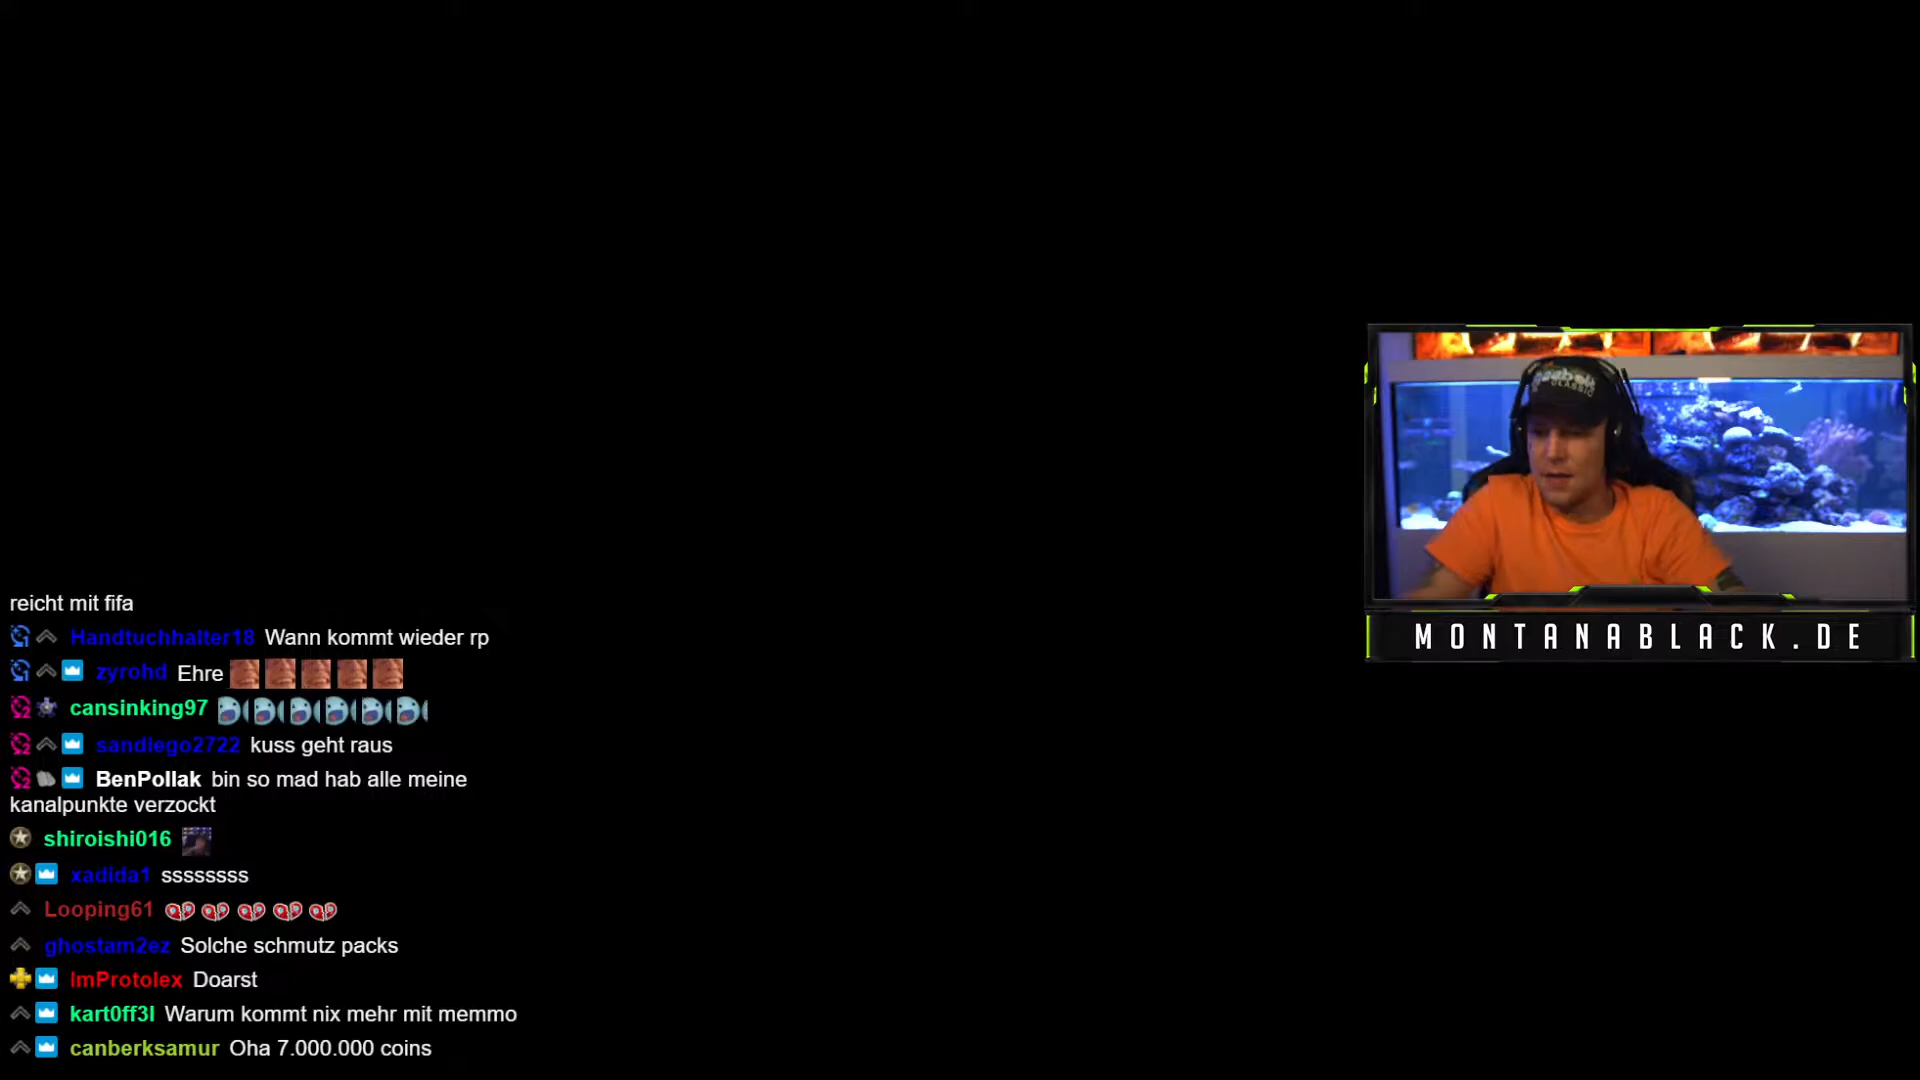 reicht mit fifa
Handtuchhalter18 Wann kommt wieder rp
zyrohd Ehre
cansinking97
sandiego2722 kuss geht raus
BenPollak bin so mad hab alle meine
kanalpunkte verzockt
shiroishi016
xadida1 ssssssss
Looping61
ghostam2ez Solche schmutz packs
ImProtolex Doarst
kart0ff3l Warum kommt nix mehr mit memmo
canberksamur Oha 7.000.000 coins
CLASSIC
MONTANABLACK.DE